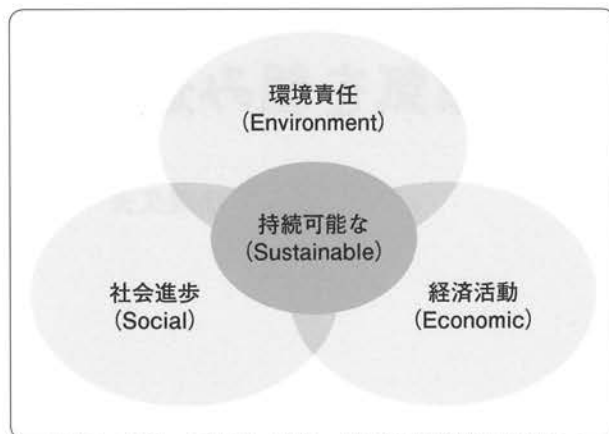 環境責任
(Environment)
持続可能な
(Sustainable)
社会進歩
(Social)
経済活動
(Economic)